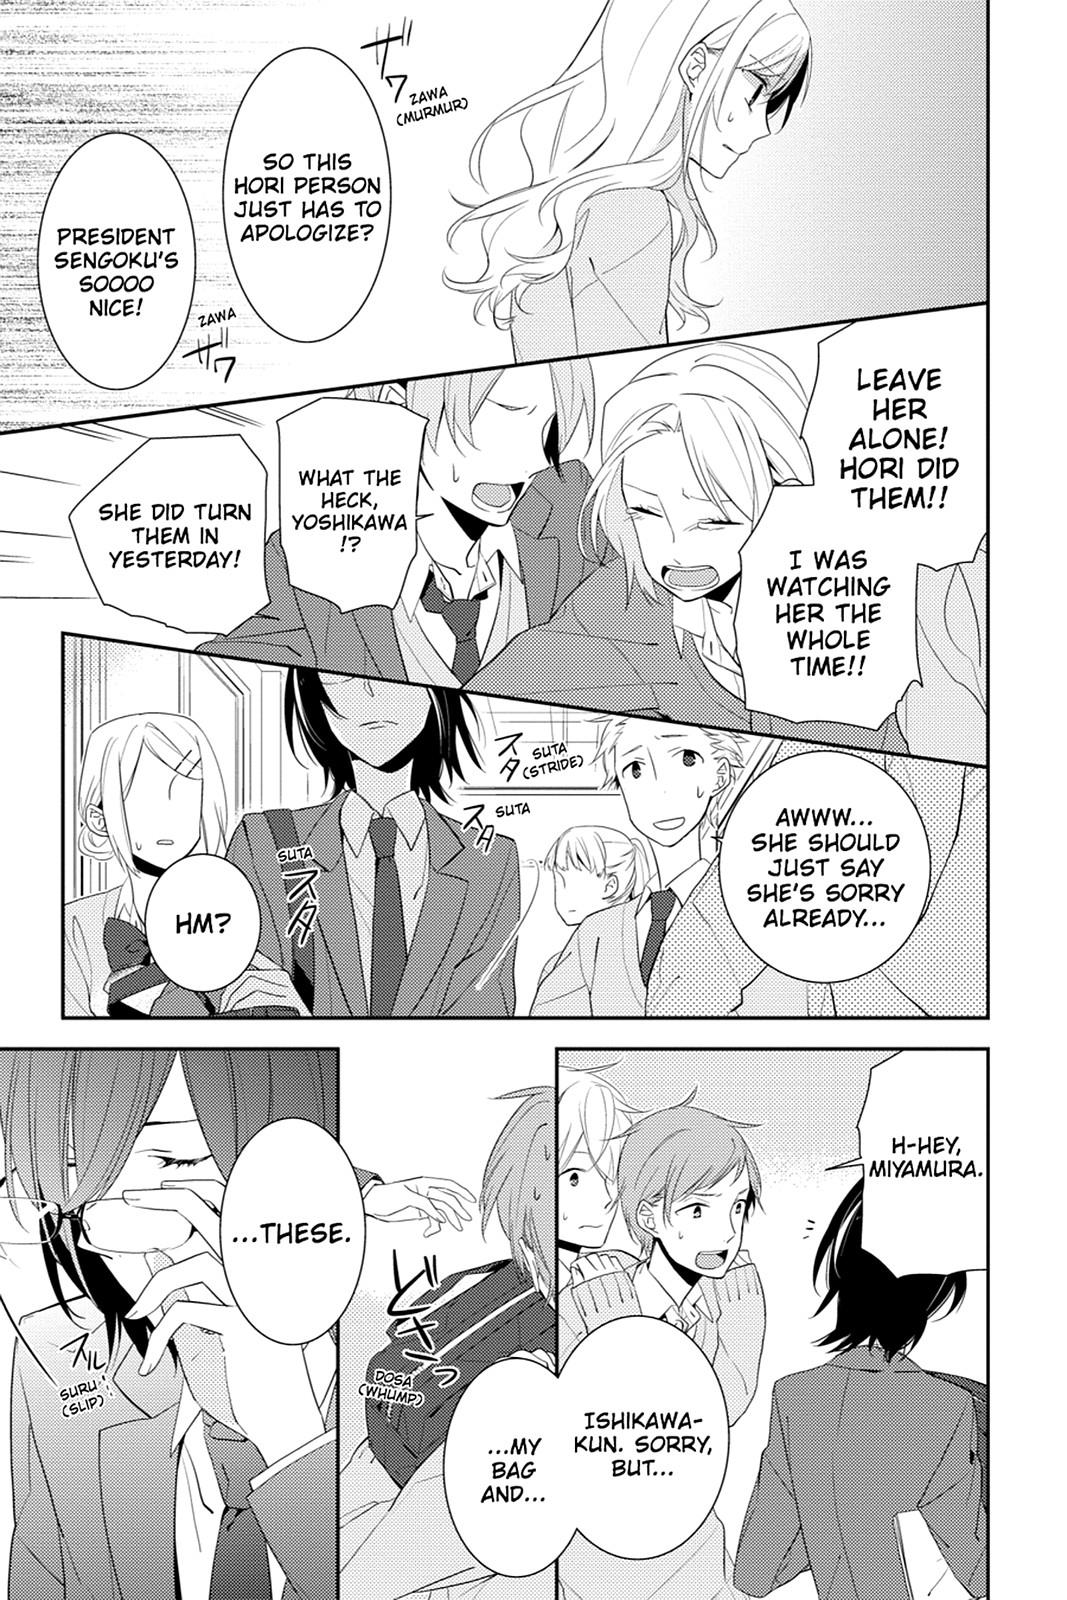 ザワ
ZAWA
(MURMUR)
SO THIS
HORI PERSON
JUST HAS TO
APOLOGIZE?
PRESIDENT
SENGOKU'S
SOOOO
NICE!
ZAWA
ザワ
LEAVE
HER
ALONE!
HORI DID
THEM!!
I WAS
WATCHING
HER THE
WHOLE
TIME!!
WHAT THE
HECK,
YOSHIKAWA
!?
SHE DID TURN
THEM IN
YESTERDAY!
AWWW...
SHE SHOULD
JUST SAY
SHE'S SORRY
ALREADY...
スタ
SUTA
(STRIDE)
スタ
SUTA
SUTA
スタ
HM?
H-HEY,
MIYAMURA.
ISHIKAWA-
KUN. SORRY,
BUT...
...MY
BAG
AND...
ドサ
DOSA
(WHUMP)
...THESE.
スル
SURU
(SLIP)